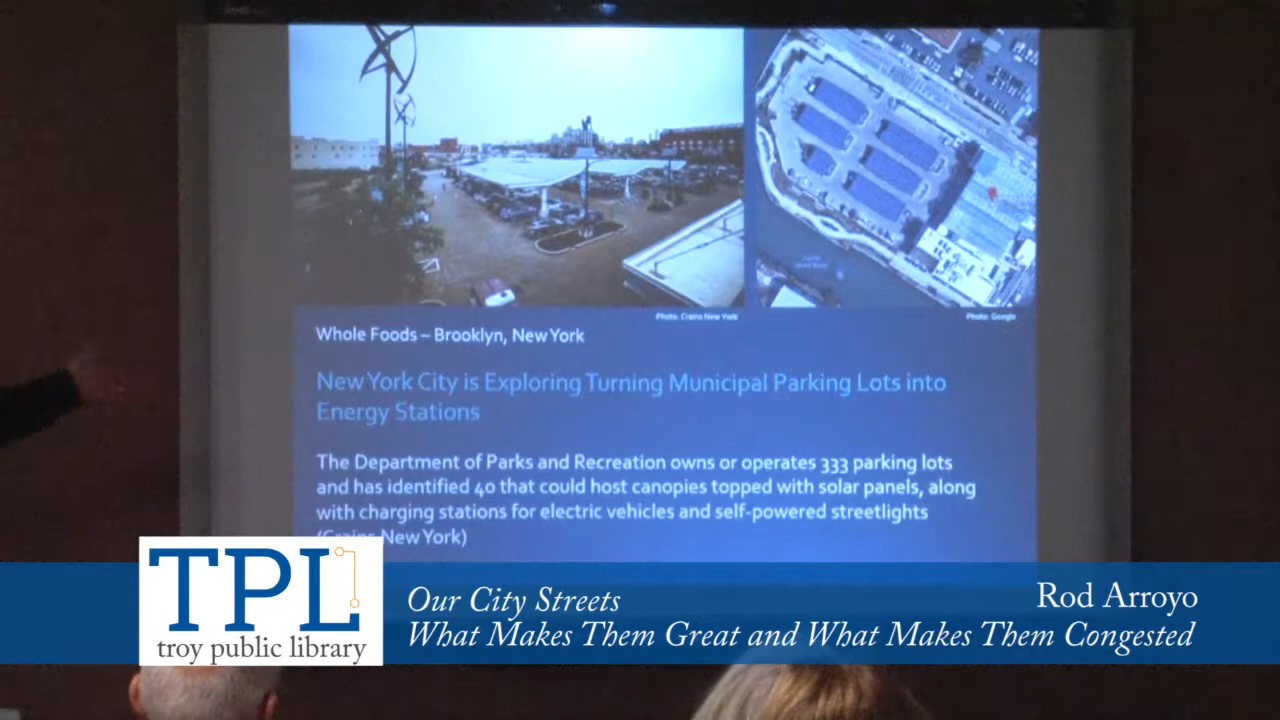 Photo: Crains New York
Photo: Google
Whole Foods – Brooklyn, New York
New York City is Exploring Turning Municipal Parking Lots into
Energy Stations
The Department of Parks and Recreation owns or operates 333 parking lots
and has identified 40 that could host canopies topped with solar panels, along
with charging stations for electric vehicles and self-powered streetlights
(Crains New York)
TPL
troy public library
Our City Streets
Rod Arroyo
What Makes Them Great and What Makes Them Congested